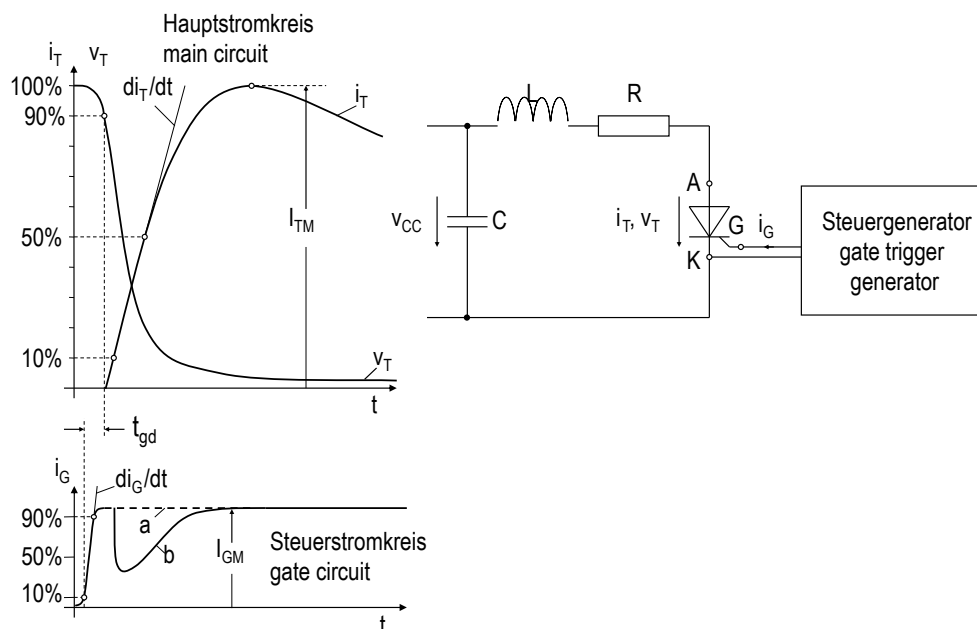 Hauptstromkreis
main circuit
i_T v_T
di_T/dt
100%
90%
50%
10%
i_T
I_TM
v_T
t
t_gd
L
R
A
v_CC
C
i_T, v_T
G
i_G
K
Steuergenerator
gate trigger
generator
i_G
di_G/dt
90%
50%
10%
a
b
I_GM
Steuerstromkreis
gate circuit
t